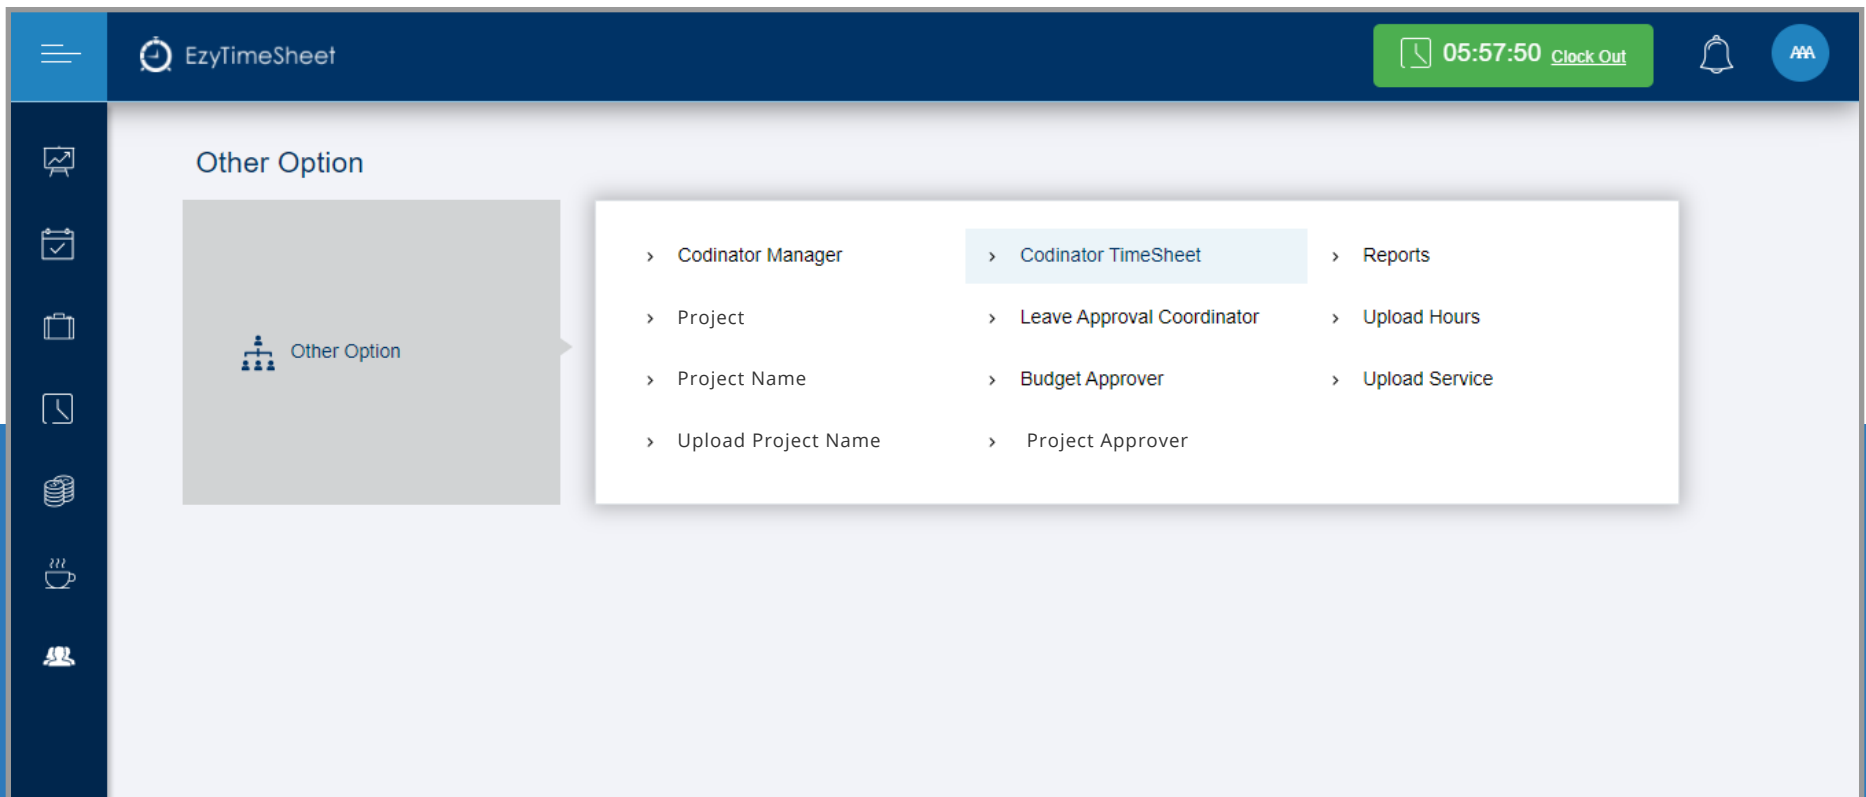 EzyTimeSheet
05:57:50 Clock Out
AAA
Other Option
Other Option
Codinator Manager
Codinator TimeSheet
Reports
Project
Leave Approval Coordinator
Upload Hours
Project Name
Budget Approver
Upload Service
Upload Project Name
Project Approver